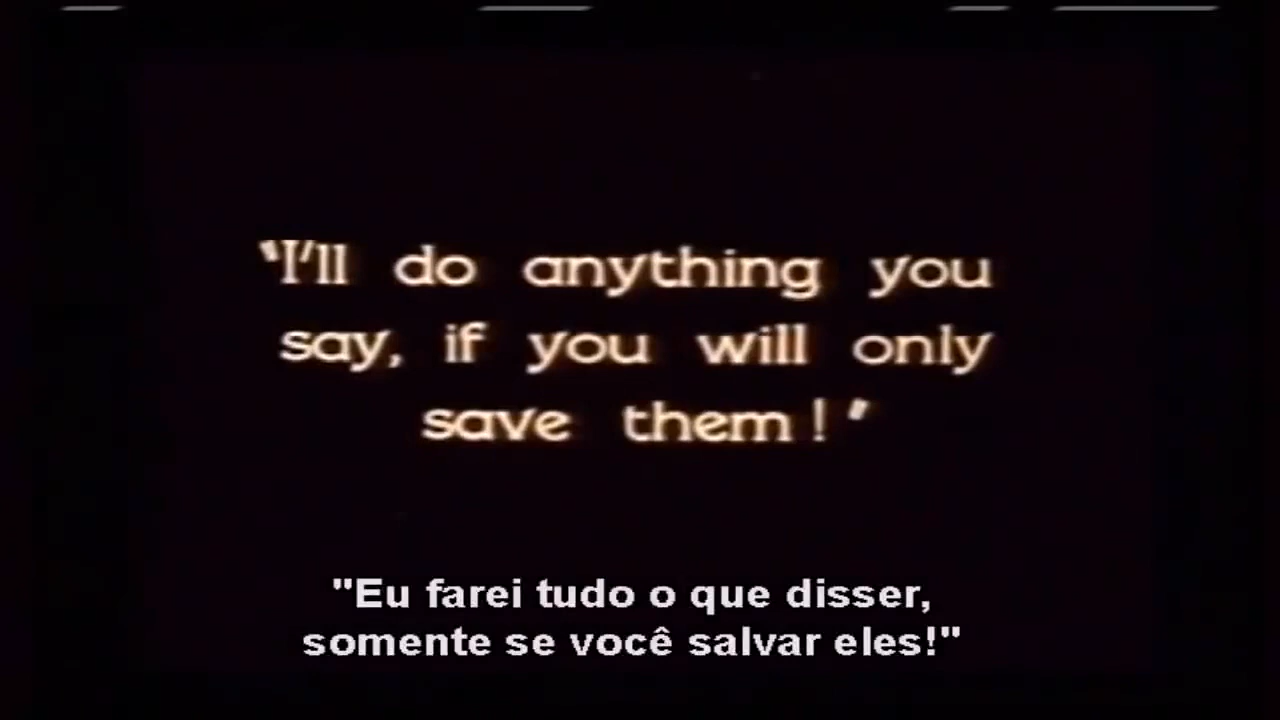 "I'll do anything you
say, if you will only
save them!"
"Eu farei tudo o que disser,
somente se você salvar eles!"